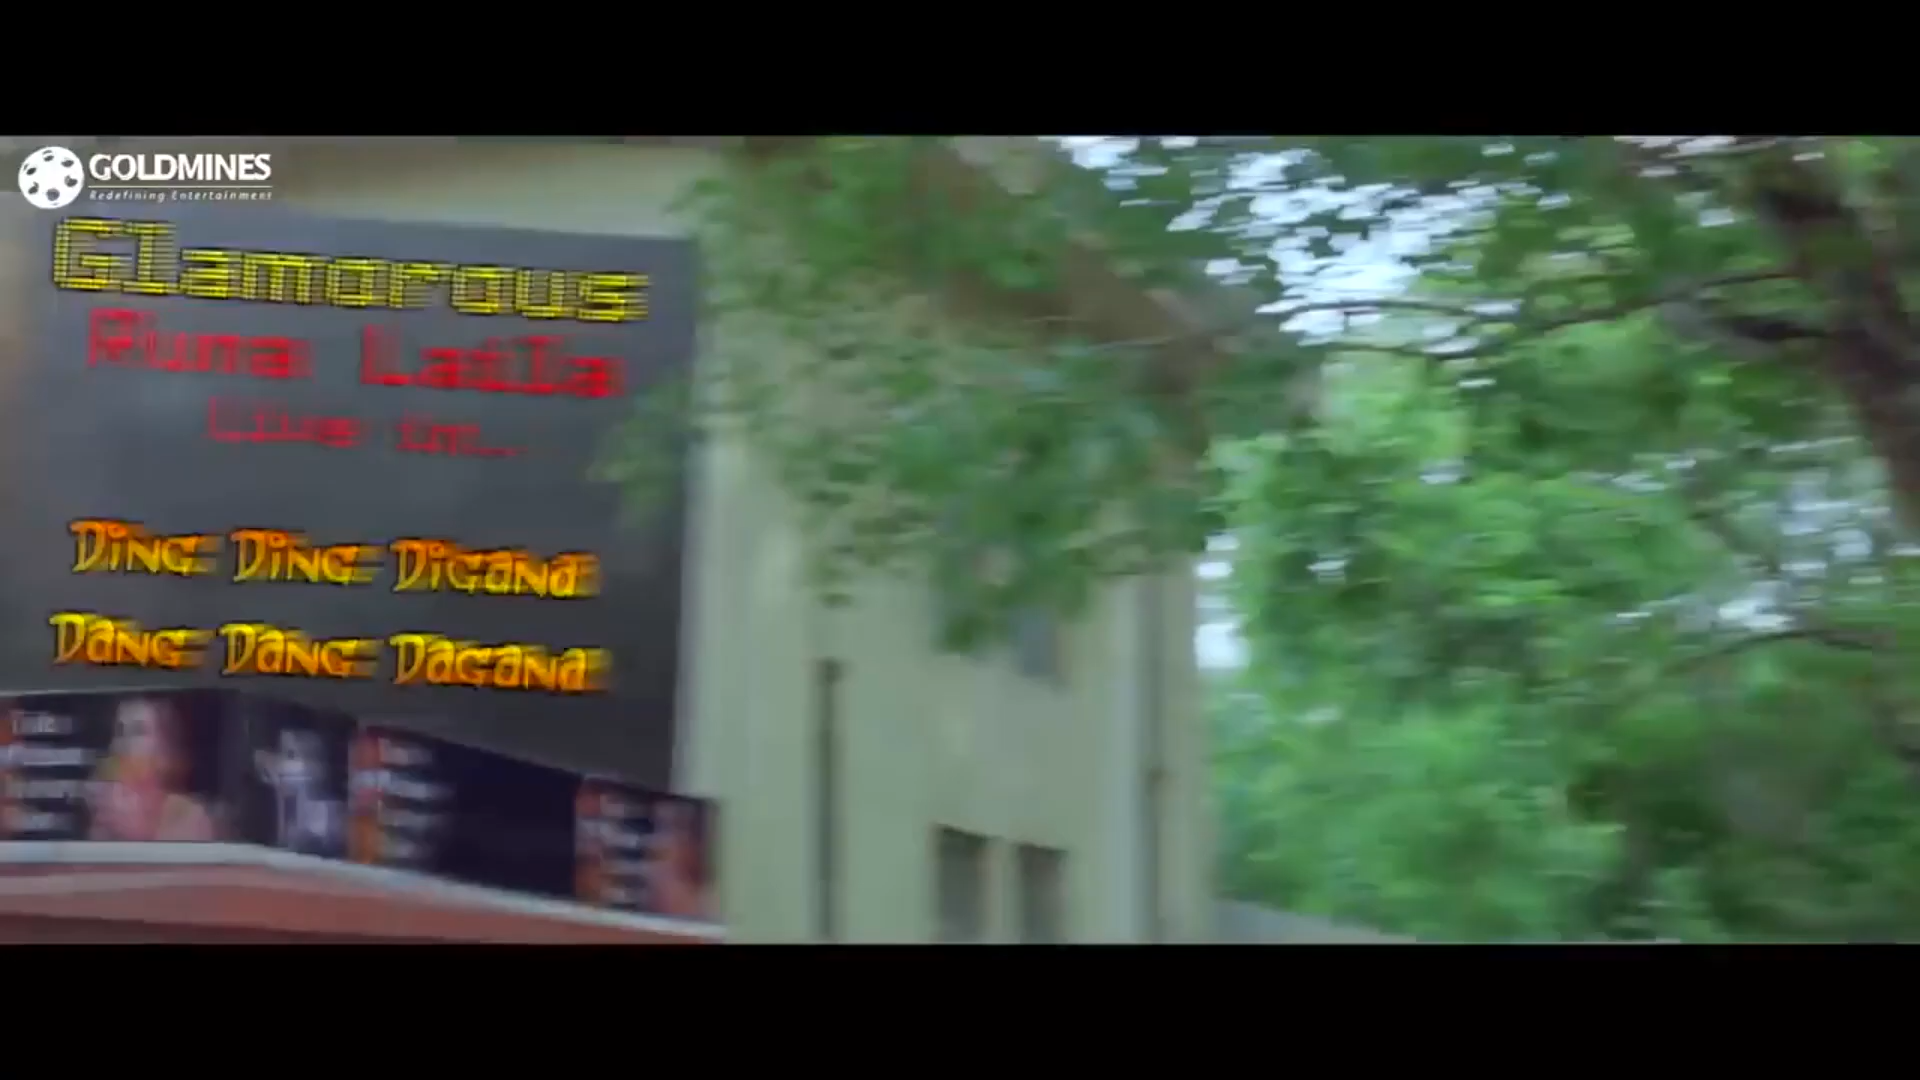 GOLDMINES
Redefining Entertainment
Glamorous
Runa Laila
Live in...
Ding Ding Digana
Dang Dang Dagana